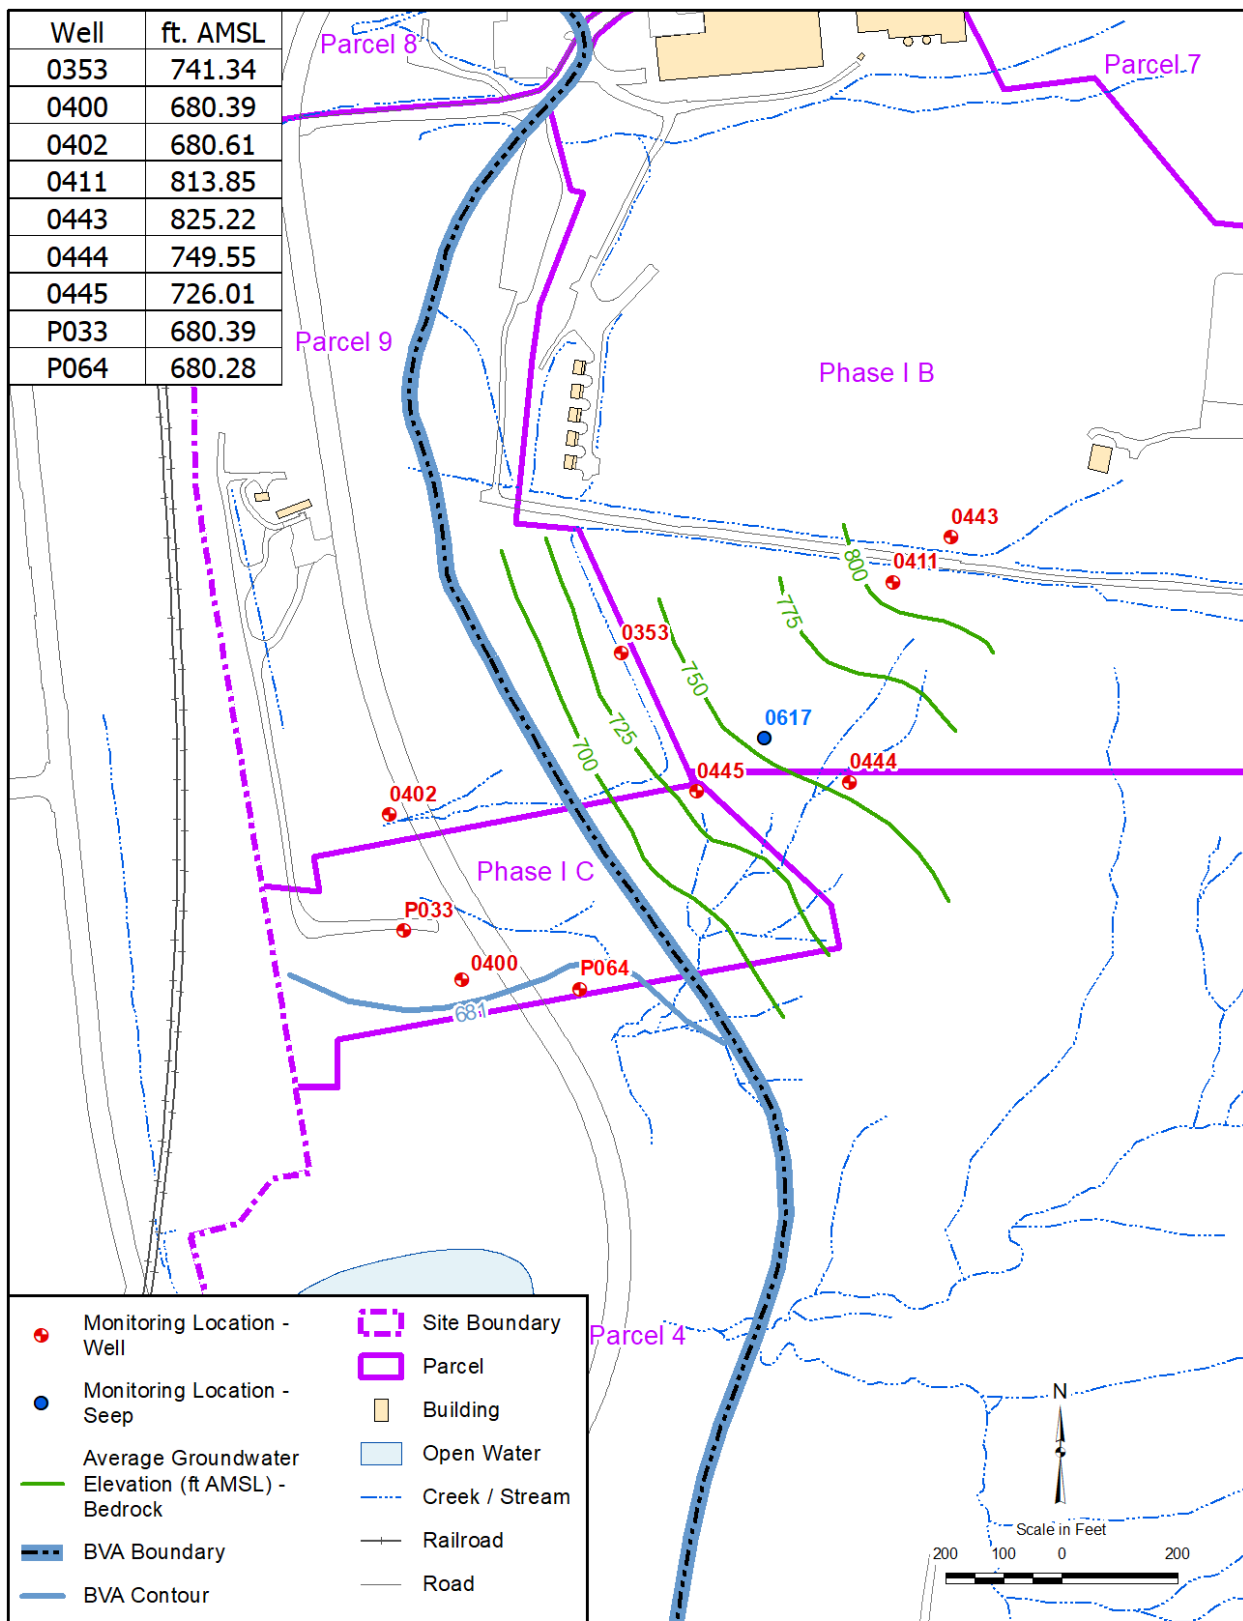 Well ft. AMSL
0353 741.34
0400 680.39
0402 680.61
0411 813.85
0443 825.22
0444 749.55
0445 726.01
P033 680.39
P064 680.28
Parcel 8
Parcel 7
Parcel 9
Phase I B
0443
0411
800
775
0353
750
0617
725
700
0444
0445
0402
Phase I C
P033
0400
P064
681
Parcel 4
Monitoring Location -
Well
Monitoring Location -
Seep
Average Groundwater
Elevation (ft AMSL) -
Bedrock
BVA Boundary
BVA Contour
Site Boundary
Parcel
Building
Open Water
Creek / Stream
Railroad
Road
N
Scale in Feet
200 100 0 200